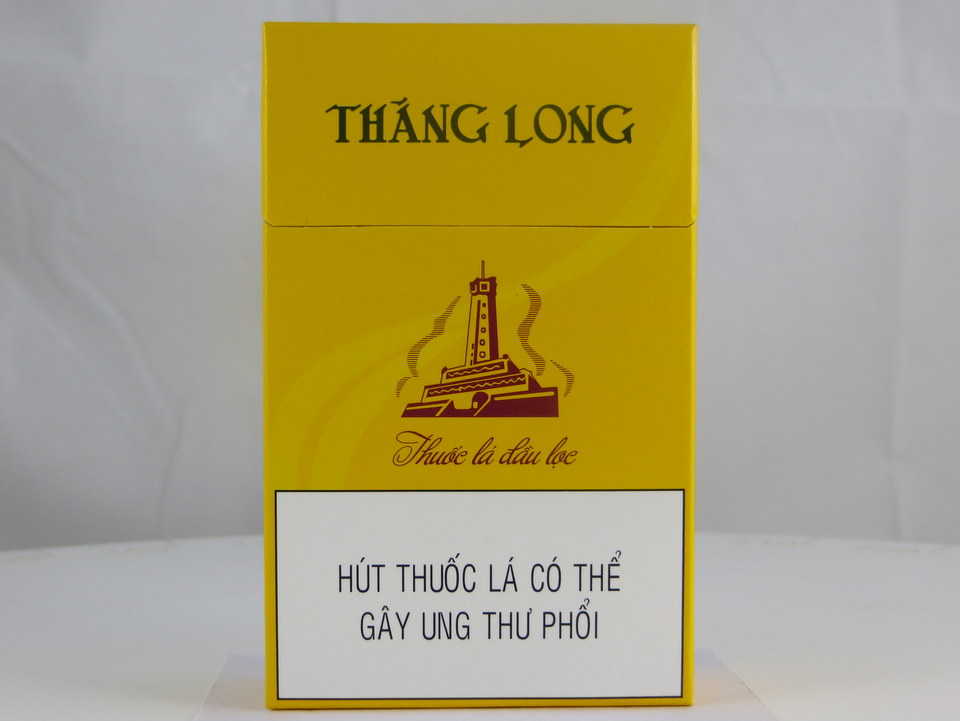 THĂNG LONG
Thuốc lá đầu lọc
HÚT THUỐC LÁ CÓ THỂ
GÂY UNG THƯ PHỔI